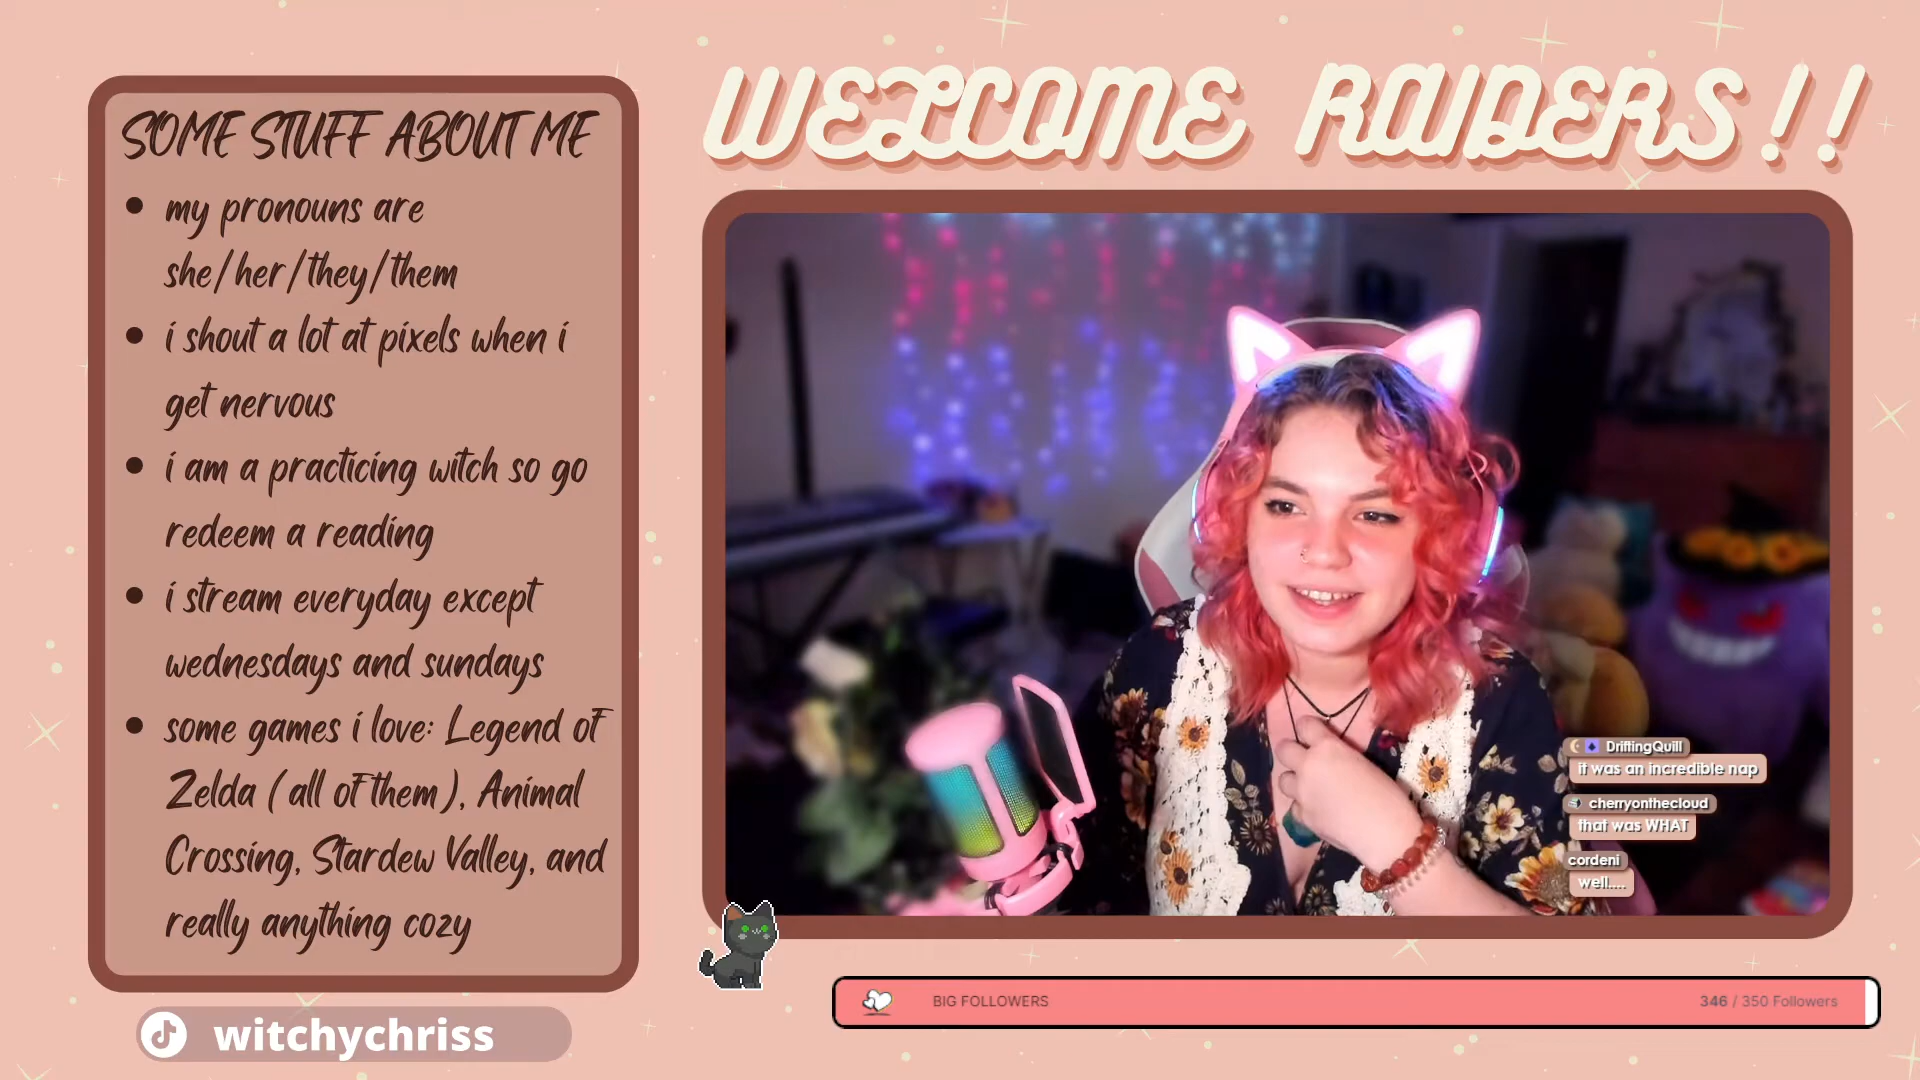 WELCOME RAIDERS!!
SOME STUFF ABOUT ME
my pronouns are
she/her/they/them
i shout a lot at pixels when i
get nervous
i am a practicing witch so go
redeem a reading
i stream everyday except
wednesdays and sundays
some games i love: Legend of
Zelda (all of them), Animal
Crossing, Stardew Valley, and
really anything cozy
witchychriss
DriftingQuill
it was an incredible nap
cherryonthecloud
that was WHAT
cordeni
well....
BIG FOLLOWERS
346 / 350 Followers